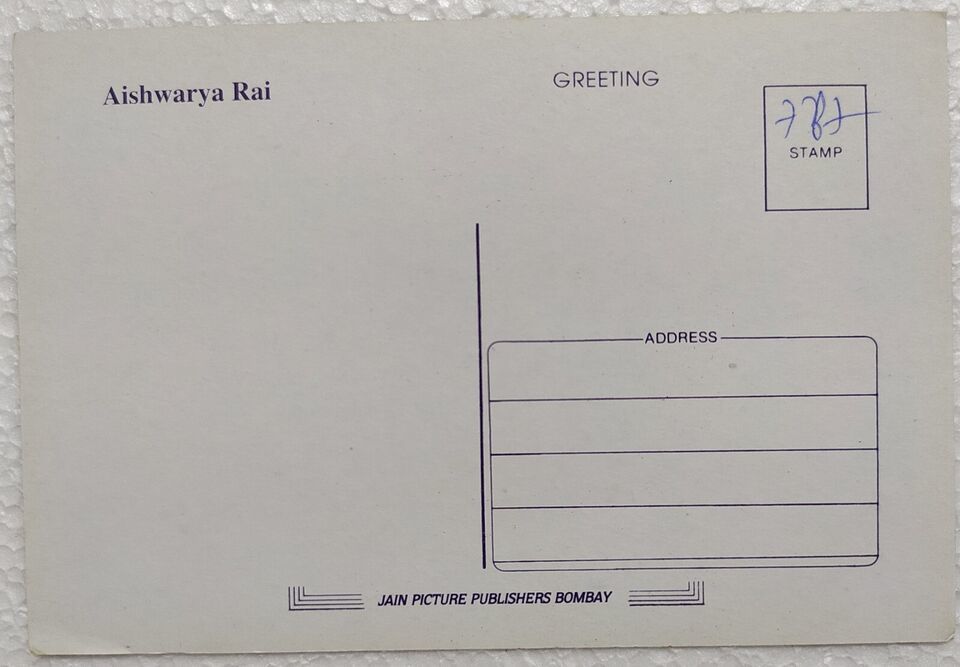 Aishwarya Rai
GREETING
STAMP
ADDRESS
JAIN PICTURE PUBLISHERS BOMBAY